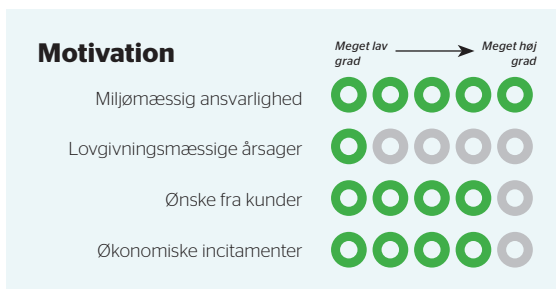 Motivation
Meget lav grad
Meget høj grad
Miljømæssig ansvarlighed
Lovgivningsmæssige årsager
Ønske fra kunder
Økonomiske incitamenter